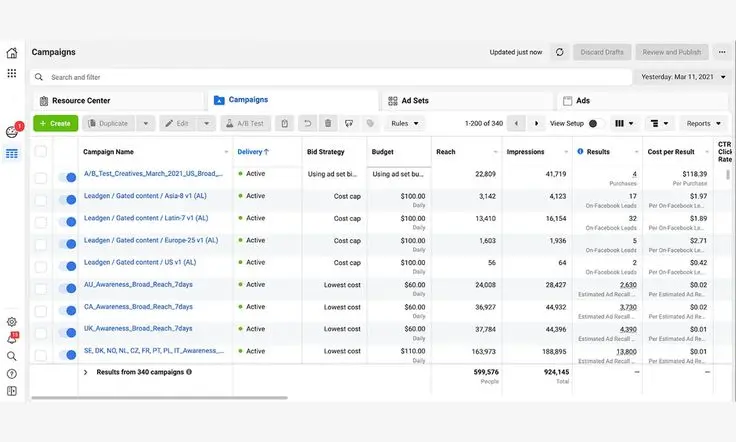 Campaigns
Updated just now
Discard Drafts
Review and Publish
Search and filter
Yesterday: Mar 11, 2021
1
Resource Center
Campaigns
Ad Sets
Ads
+ Create
Duplicate
Edit
A/B Test
Rules
1-200 of 340
View Setup
Reports
Campaign Name Delivery ↑ Bid Strategy Budget Reach Impressions Results Cost per Result CTR
Click
Rate
A/B_Test_Creatives_March_2021_US_Broad_... Active Using ad set bi... Using ad set bu... 22,809 41,719 4 $118.39
Purchases Per Purchase
Leadgen / Gated content / Asia-8 v1 (AL) Active Cost cap $100.00 3,142 4,123 17 $1.97
Daily On-Facebook Leads Per On-Facebook Le...
Leadgen / Gated content / Latin-7 v1 (AL) Active Cost cap $100.00 13,410 16,154 32 $1.89
Daily On-Facebook Leads Per On-Facebook Le...
Leadgen / Gated content / Europe-25 v1 (AL) Active Cost cap $100.00 1,603 1,936 5 $2.71
Daily On-Facebook Leads Per On-Facebook Le...
Leadgen / Gated content / US v1 (AL) Active Cost cap $100.00 56 64 2 $0.42
Daily On-Facebook Leads Per On-Facebook Le...
AU_Awareness_Broad_Reach_7days Active Lowest cost $60.00 24,008 28,427 2,630 $0.02
Daily Estimated Ad Recall ... Per Estimated Ad Re...
CA_Awareness_Broad_Reach_7days Active Lowest cost $60.00 36,927 44,932 3,730 $0.02
Daily Estimated Ad Recall ... Per Estimated Ad Re...
UK_Awareness_Broad_Reach_7days Active Lowest cost $60.00 37,784 44,396 4,390 $0.01
Daily Estimated Ad Recall ... Per Estimated Ad Re...
SE, DK, NO, NL, CZ, FR, PT, PL, IT_Awareness_... Active Lowest cost $110.00 163,973 188,895 13,800 $0.01
Daily Estimated Ad Recall ... Per Estimated Ad Re...
Results from 340 campaigns 599,576 924,145 — —
People Total